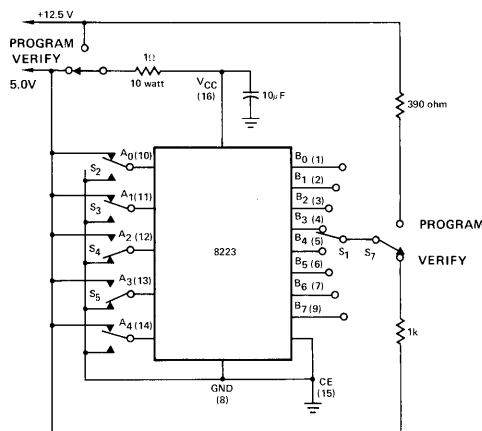 +12.5 V
PROGRAM
VERIFY
5.0V
1Ω
10 watt
VCC
(16)
10μF
390 ohm
A0(10)
S2
A1(11)
S3
A2 (12)
S4
A3(13)
S5
A4(14)
8223
B0 (1)
B1 (2)
B2 (3)
B3 (4)
B4 (5)
B5 (6)
B6 (7)
B7 (9)
S1
S7
PROGRAM
VERIFY
1k
GND
(8)
CE
(15)